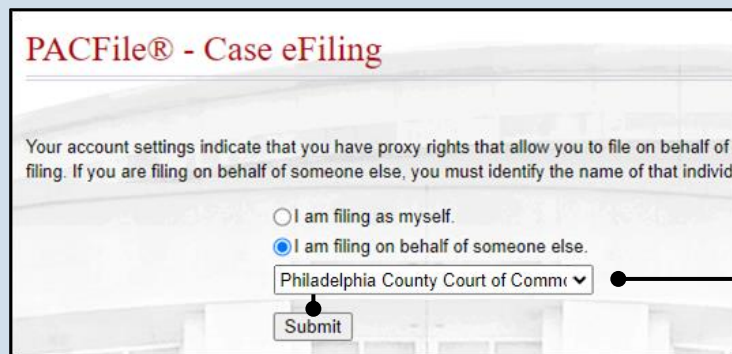 PACFile® - Case eFiling
Your account settings indicate that you have proxy rights that allow you to file on behalf of
filing. If you are filing on behalf of someone else, you must identify the name of that individ
I am filing as myself.
I am filing on behalf of someone else.
Philadelphia County Court of Comm
Submit